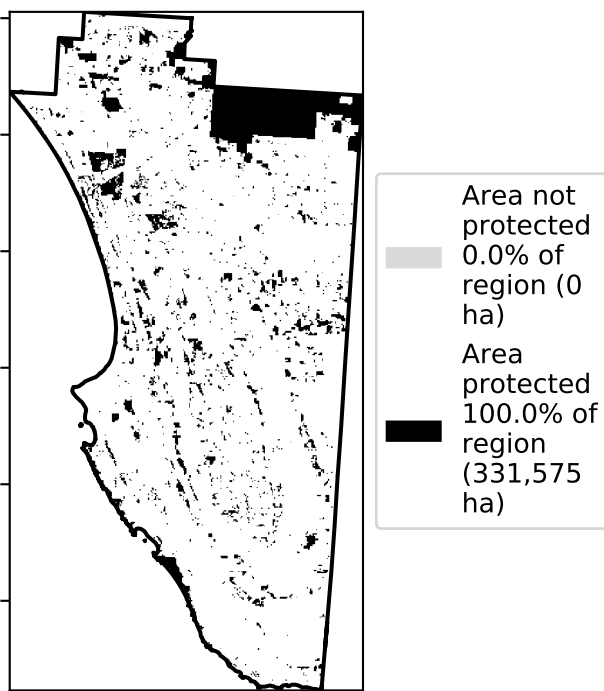 Area not
protected
0.0% of
region (0
ha)
Area
protected
100.0% of
region
(331,575
ha)